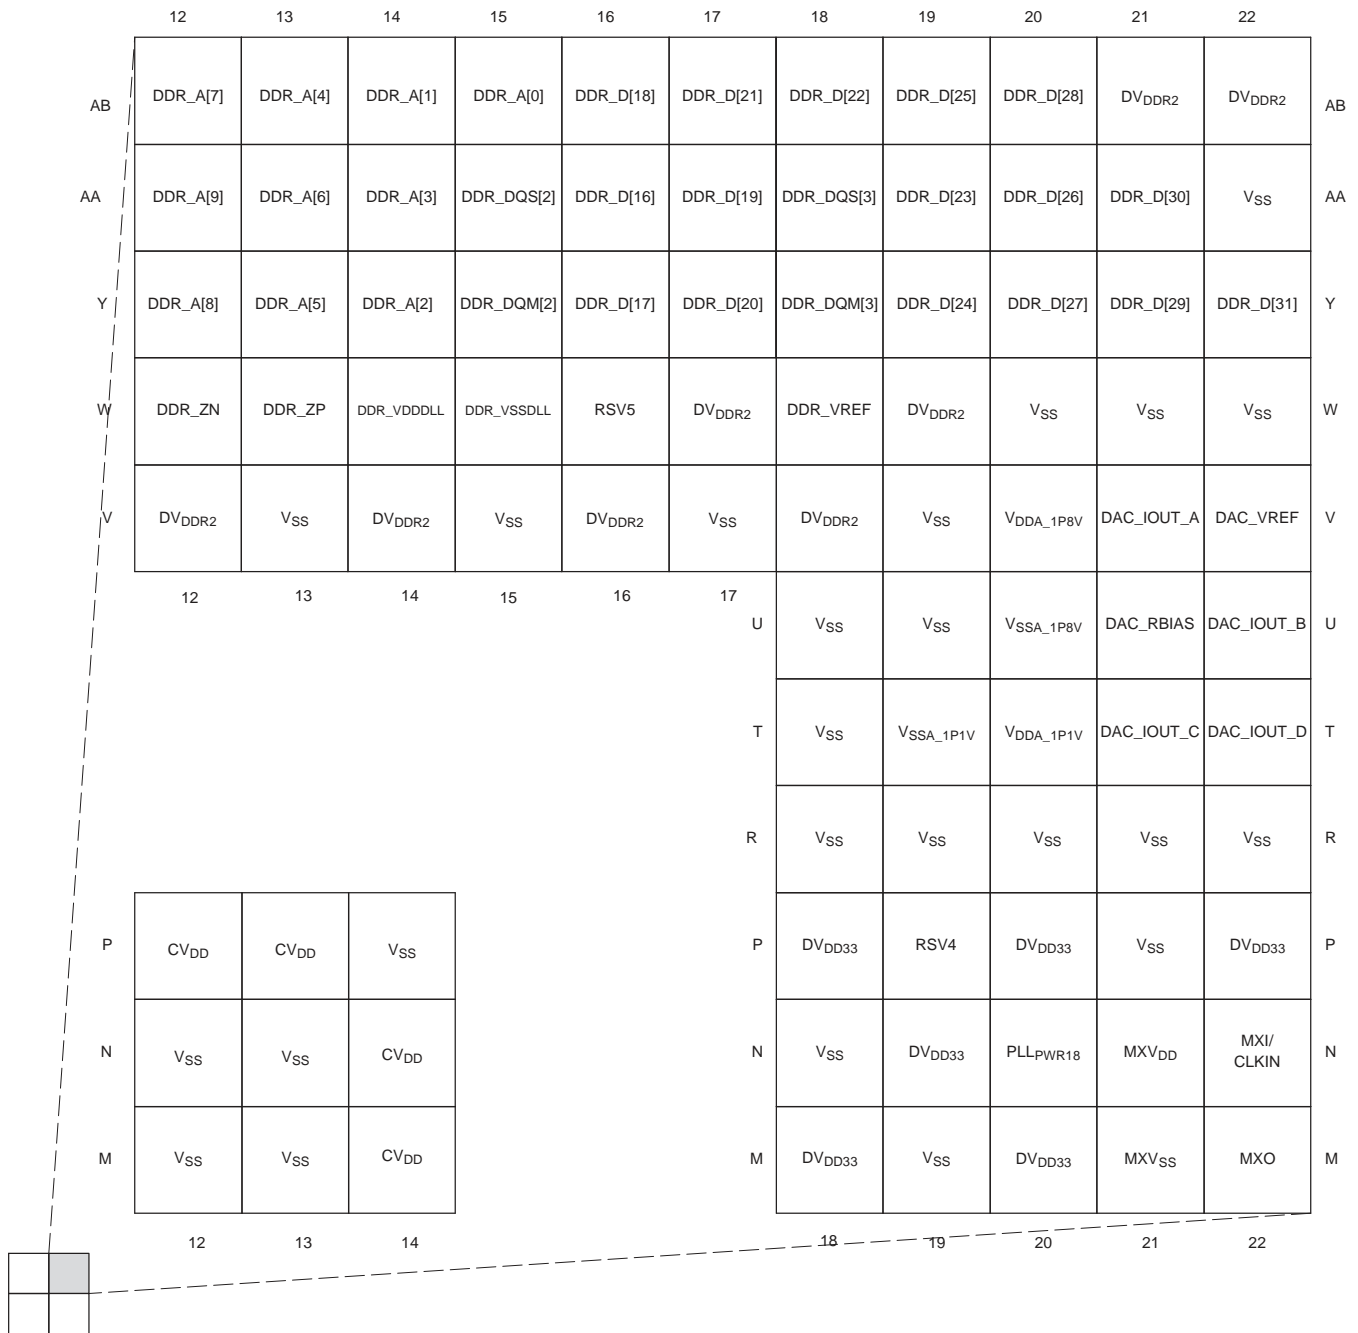 12 13 14 15 16 17 18 19 20 21 22
AB DDR_A[7] DDR_A[4] DDR_A[1] DDR_A[0] DDR_D[18] DDR_D[21] DDR_D[22] DDR_D[25] DDR_D[28] DVDDR2 DVDDR2 AB
AA DDR_A[9] DDR_A[6] DDR_A[3] DDR_DQS[2] DDR_D[16] DDR_D[19] DDR_DQS[3] DDR_D[23] DDR_D[26] DDR_D[30] VSS AA
Y DDR_A[8] DDR_A[5] DDR_A[2] DDR_DQM[2] DDR_D[17] DDR_D[20] DDR_DQM[3] DDR_D[24] DDR_D[27] DDR_D[29] DDR_D[31] Y
W DDR_ZN DDR_ZP DDR_VDDDLL DDR_VSSDLL RSV5 DVDDR2 DDR_VREF DVDDR2 VSS VSS VSS W
V DVDDR2 VSS DVDDR2 VSS DVDDR2 VSS DVDDR2 VSS VDDA_1P8V DAC_IOUT_A DAC_VREF V
12 13 14 15 16 17
U VSS VSS VSSA_1P8V DAC_RBIAS DAC_IOUT_B U
T VSS VSSA_1P1V VDDA_1P1V DAC_IOUT_C DAC_IOUT_D T
R VSS VSS VSS VSS VSS R
P CVDD CVDD VSS P DVDD33 RSV4 DVDD33 VSS DVDD33 P
N VSS VSS CVDD N VSS DVDD33 PLLPWR18 MXVDD MXI/
CLKIN N
M VSS VSS CVDD M DVDD33 VSS DVDD33 MXVSS MXO M
12 13 14 18 19 20 21 22